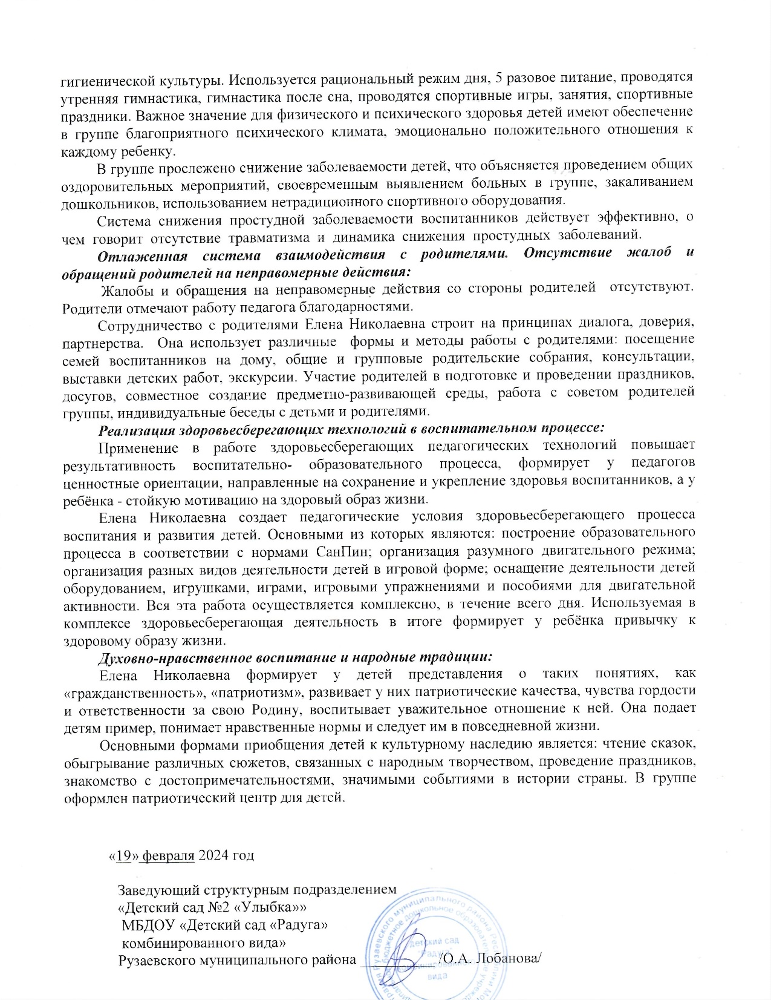 гигиенической культуры. Используется рациональный режим дня, 5 разовое питание, проводятся
утренняя гимнастика, гимнастика после сна, проводятся спортивные игры, занятия, спортивные
праздники. Важное значение для физического и психического здоровья детей имеют обеспечение
в группе благоприятного психического климата, эмоционально положительного отношения к
каждому ребенку.
В группе прослежено снижение заболеваемости детей, что объясняется проведением общих
оздоровительных мероприятий, своевременным выявлением больных в группе, закаливанием
дошкольников, использованием нетрадиционного спортивного оборудования.
Система снижения простудной заболеваемости воспитанников действует эффективно, о
чем говорит отсутствие травматизма и динамика снижения простудных заболеваний.
Отлаженная система взаимодействия с родителями. Отсутствие жалоб и
обращений родителей на неправомерные действия:
Жалобы и обращения на неправомерные действия со стороны родителей отсутствуют.
Родители отмечают работу педагога благодарностями.
Сотрудничество с родителями Елена Николаевна строит на принципах диалога, доверия,
партнерства. Она использует различные формы и методы работы с родителями: посещение
семей воспитанников на дому, общие и групповые родительские собрания, консультации,
выставки детских работ, экскурсии. Участие родителей в подготовке и проведении праздников,
досугов, совместное создание предметно-развивающей среды, работа с советом родителей
группы, индивидуальные беседы с детьми и родителями.
Реализация здоровьесберегающих технологий в воспитательном процессе:
Применение в работе здоровьесберегающих педагогических технологий повышает
результативность воспитательно- образовательного процесса, формирует у педагогов
ценностные ориентации, направленные на сохранение и укрепление здоровья воспитанников, а у
ребёнка - стойкую мотивацию на здоровый образ жизни.
Елена Николаевна создает педагогические условия здоровьесберегающего процесса
воспитания и развития детей. Основными из которых являются: построение образовательного
процесса в соответствии с нормами СанПин; организация разумного двигательного режима;
организация разных видов деятельности детей в игровой форме; оснащение деятельности детей
оборудованием, игрушками, играми, игровыми упражнениями и пособиями для двигательной
активности. Вся эта работа осуществляется комплексно, в течение всего дня. Используемая в
комплексе здоровьесберегающая деятельность в итоге формирует у ребёнка привычку к
здоровому образу жизни.
Духовно-нравственное воспитание и народные традиции:
Елена Николаевна формирует у детей представления о таких понятиях, как
«гражданственность», «патриотизм», развивает у них патриотические качества, чувства гордости
и ответственности за свою Родину, воспитывает уважительное отношение к ней. Она подает
детям пример, понимает нравственные нормы и следует им в повседневной жизни.
Основными формами приобщения детей к культурному наследию является: чтение сказок,
обыгрывание различных сюжетов, связанных с народным творчеством, проведение праздников,
знакомство с достопримечательностями, значимыми событиями в истории страны. В группе
оформлен патриотический центр для детей.
«19» февраля 2024 год
Заведующий структурным подразделением
«Детский сад №2 «Улыбка»»
МБДОУ «Детский сад «Радуга»
комбинированного вида»
Рузаевского муниципального района /О.А. Лобанова/
Рузаевского муниципального района
бюджетное дошкольное
детский сад
"Радуга"
вида